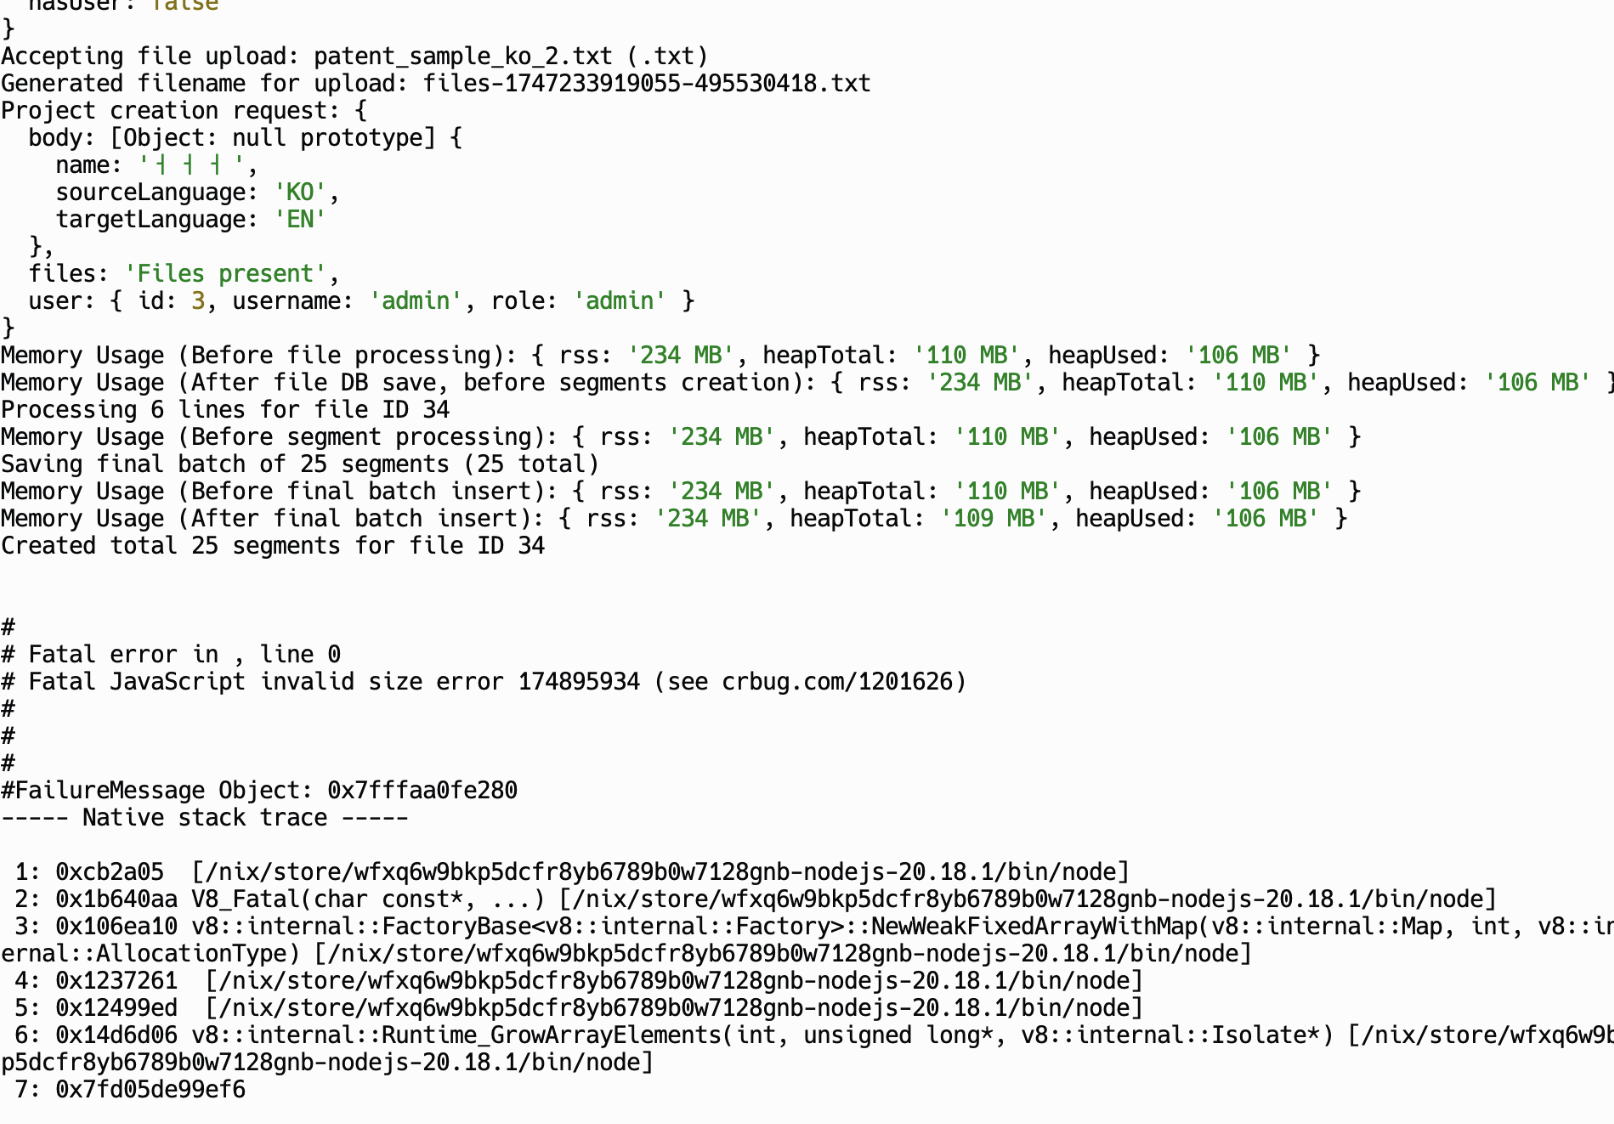 hasUser: false
}
Accepting file upload: patent_sample_ko_2.txt (.txt)
Generated filename for upload: files-1747233919055-495530418.txt
Project creation request: {
  body: [Object: null prototype] {
    name: 'ㅓㅓㅓ',
    sourceLanguage: 'KO',
    targetLanguage: 'EN'
  },
  files: 'Files present',
  user: { id: 3, username: 'admin', role: 'admin' }
}
Memory Usage (Before file processing): { rss: '234 MB', heapTotal: '110 MB', heapUsed: '106 MB' }
Memory Usage (After file DB save, before segments creation): { rss: '234 MB', heapTotal: '110 MB', heapUsed: '106 MB' }
Processing 6 lines for file ID 34
Memory Usage (Before segment processing): { rss: '234 MB', heapTotal: '110 MB', heapUsed: '106 MB' }
Saving final batch of 25 segments (25 total)
Memory Usage (Before final batch insert): { rss: '234 MB', heapTotal: '110 MB', heapUsed: '106 MB' }
Memory Usage (After final batch insert): { rss: '234 MB', heapTotal: '109 MB', heapUsed: '106 MB' }
Created total 25 segments for file ID 34
#
# Fatal error in , line 0
# Fatal JavaScript invalid size error 174895934 (see crbug.com/1201626)
#
#
#
#FailureMessage Object: 0x7fffaa0fe280
----- Native stack trace -----
 1: 0xcb2a05  [/nix/store/wfxq6w9bkp5dcfr8yb6789b0w7128gnb-nodejs-20.18.1/bin/node]
 2: 0x1b640aa V8_Fatal(char const*, ...) [/nix/store/wfxq6w9bkp5dcfr8yb6789b0w7128gnb-nodejs-20.18.1/bin/node]
 3: 0x106ea10 v8::internal::FactoryBase<v8::internal::Factory>::NewWeakFixedArrayWithMap(v8::internal::Map, int, v8::in
ernal::AllocationType) [/nix/store/wfxq6w9bkp5dcfr8yb6789b0w7128gnb-nodejs-20.18.1/bin/node]
 4: 0x1237261  [/nix/store/wfxq6w9bkp5dcfr8yb6789b0w7128gnb-nodejs-20.18.1/bin/node]
 5: 0x12499ed  [/nix/store/wfxq6w9bkp5dcfr8yb6789b0w7128gnb-nodejs-20.18.1/bin/node]
 6: 0x14d6d06 v8::internal::Runtime_GrowArrayElements(int, unsigned long*, v8::internal::Isolate*) [/nix/store/wfxq6w9b
p5dcfr8yb6789b0w7128gnb-nodejs-20.18.1/bin/node]
 7: 0x7fd05de99ef6